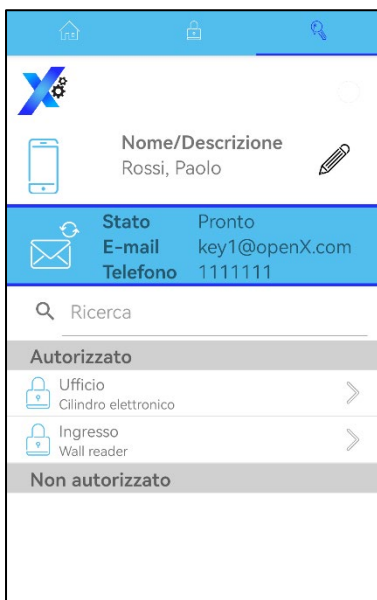 Nome/Descrizione
Rossi, Paolo
Stato Pronto
E-mail key1@openX.com
Telefono 1111111
Ricerca
Autorizzato
Ufficio
Cilindro elettronico
Ingresso
Wall reader
Non autorizzato